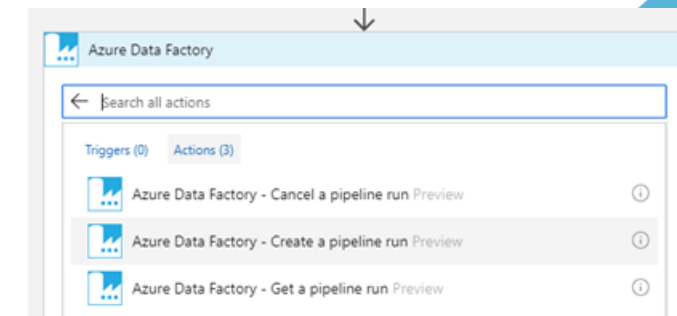 Azure Data Factory
Search all actions
Triggers (0) Actions (3)
Azure Data Factory - Cancel a pipeline run Preview
Azure Data Factory - Create a pipeline run Preview
Azure Data Factory - Get a pipeline run Preview